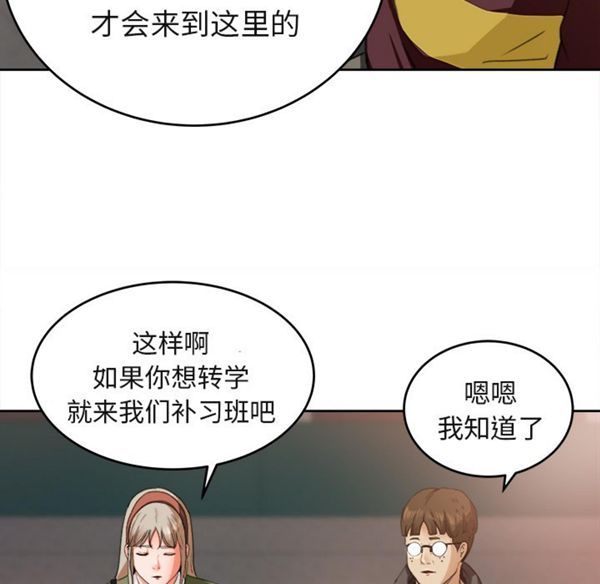 才会来到这里的
这样啊
如果你想转学
就来我们补习班吧
嗯嗯
我知道了